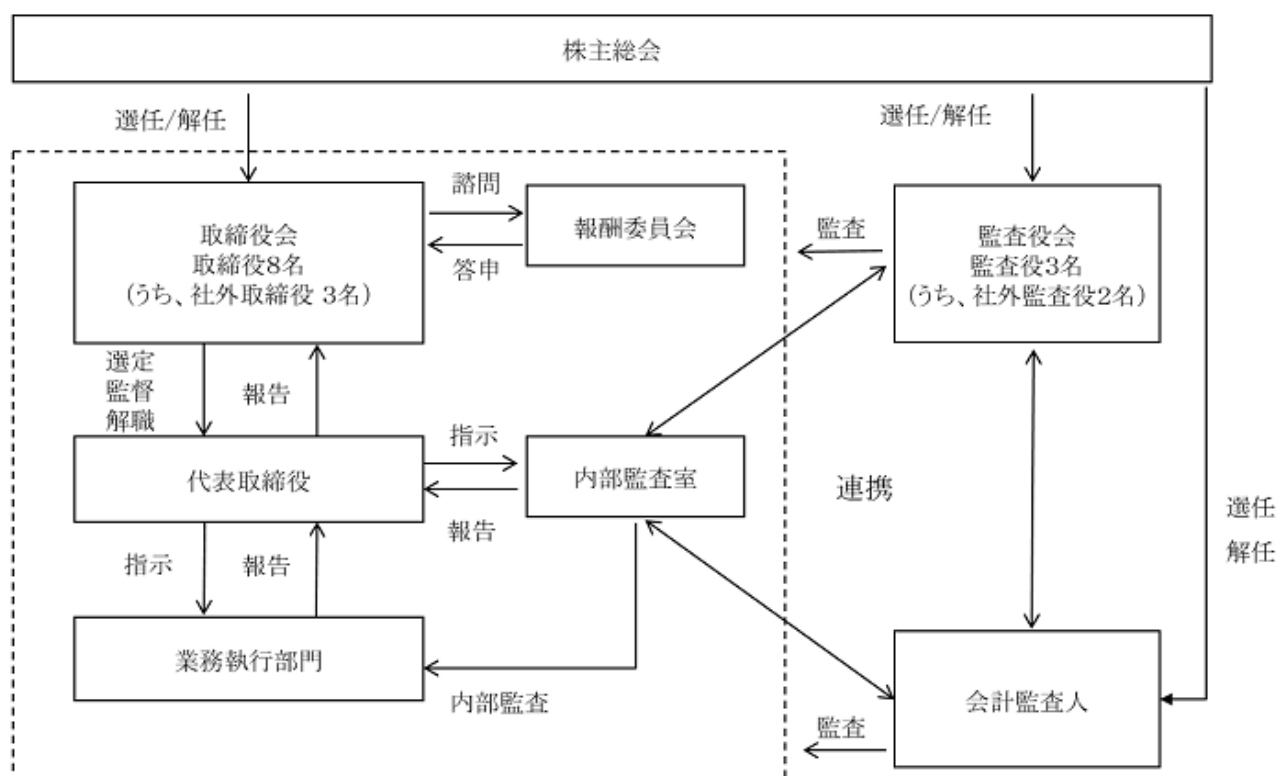 株主総会
選任/解任
選任/解任
諮問
取締役会
取締役8名
(うち、社外取締役 3名)
報酬委員会
答申
監査
監査役会
監査役3名
(うち、社外監査役2名)
選定
監督
解職
報告
指示
代表取締役
内部監査室
報告
連携
選任
解任
指示
報告
業務執行部門
内部監査
会計監査人
監査